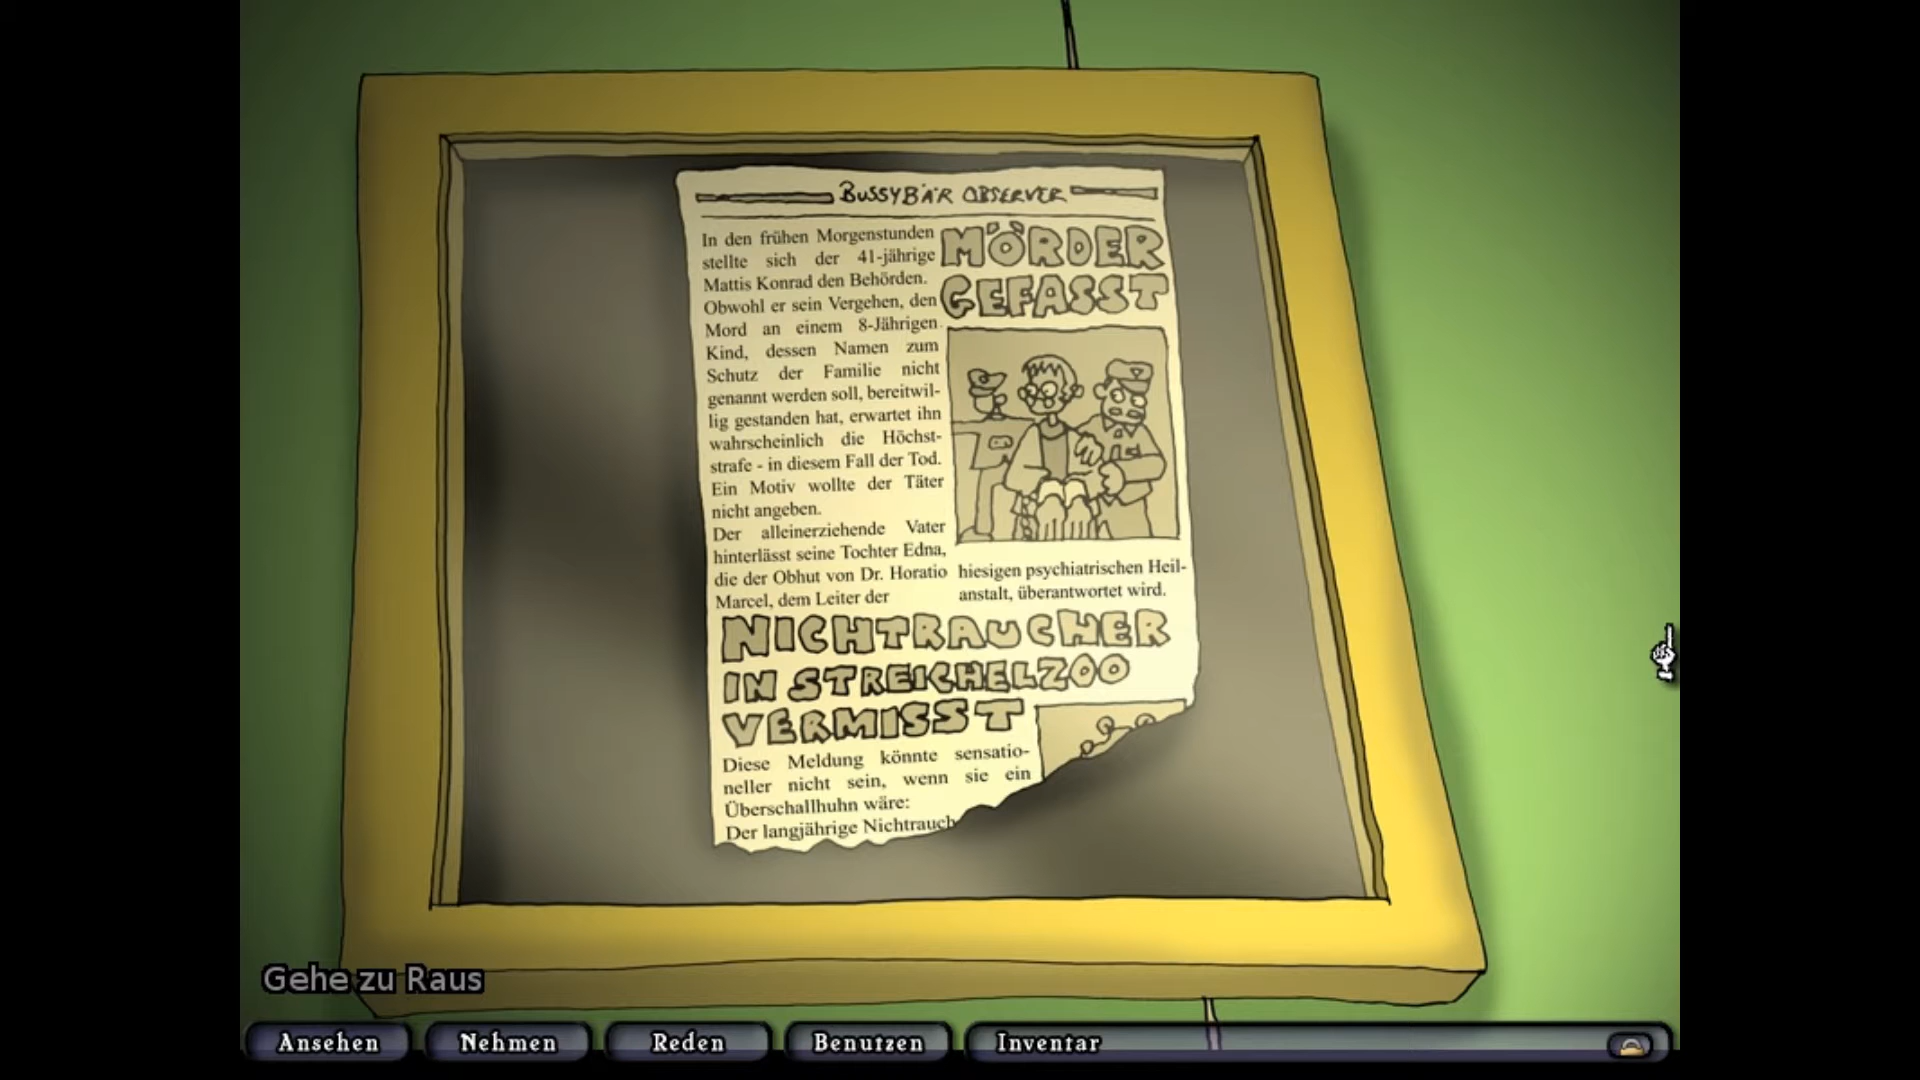 BUSSYBÄR OBSERVER
MÖRDER
GEFASST
In den frühen Morgenstunden
stellte sich der 41-jährige
Mattis Konrad den Behörden.
Obwohl er sein Vergehen, den
Mord an einem 8-Jährigen
Kind, dessen Namen zum
Schutz der Familie nicht
genannt werden soll, bereitwil-
lig gestanden hat, erwartet ihn
wahrscheinlich die Höchst-
strafe - in diesem Fall der Tod.
Ein Motiv wollte der Täter
nicht angeben.
Der alleinerziehende Vater
hinterlässt seine Tochter Edna,
die der Obhut von Dr. Horatio
Marcel, dem Leiter der
hiesigen psychiatrischen Heil-
anstalt, überantwortet wird.
NICHTRAUCHER
IN STREICHELZOO
VERMISST
Diese Meldung könnte sensatio-
neller nicht sein, wenn sie ein
Überschallhuhn wäre:
Der langjährige Nichtrauch
Gehe zu Raus
Ansehen Nehmen Reden Benutzen Inventar